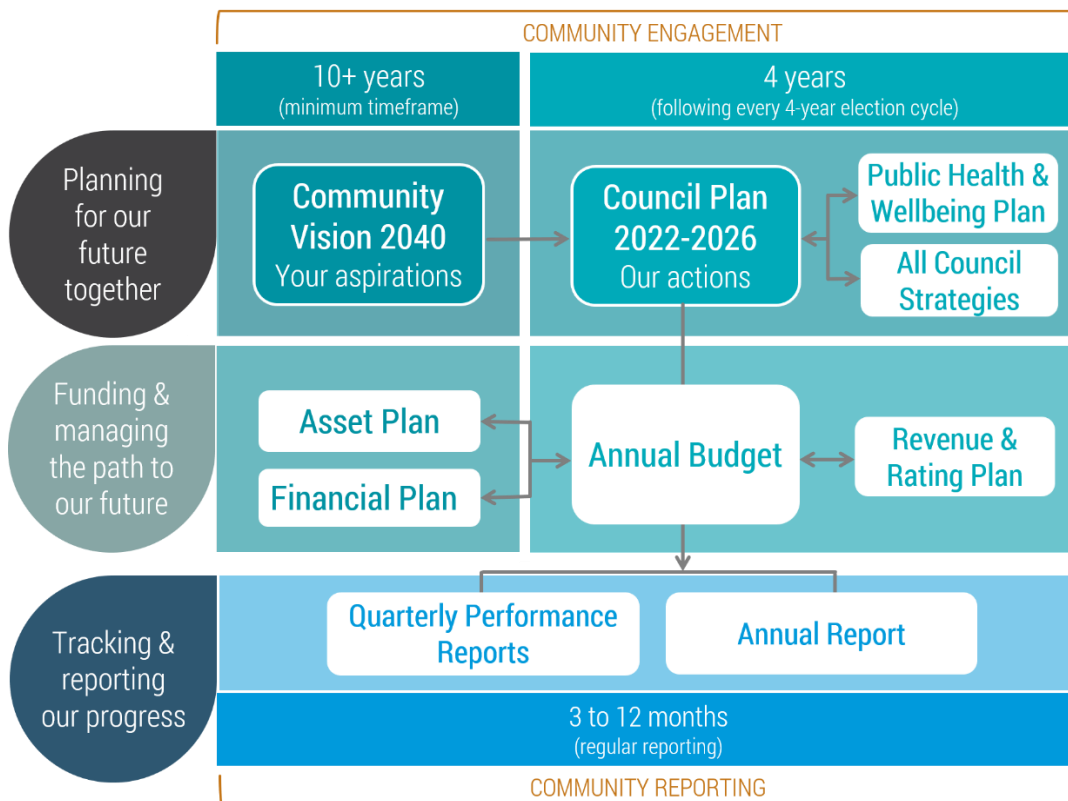 COMMUNITY ENGAGEMENT
10+ years
(minimum timeframe)
4 years
(following every 4-year election cycle)
Planning
for our
future
together
Community
Vision 2040
Your aspirations
Council Plan
2022-2026
Our actions
Public Health &
Wellbeing Plan
All Council
Strategies
Funding &
managing
the path to
our future
Asset Plan
Financial Plan
Annual Budget
Revenue &
Rating Plan
Tracking &
reporting
our progress
Quarterly Performance
Reports
Annual Report
3 to 12 months
(regular reporting)
COMMUNITY REPORTING